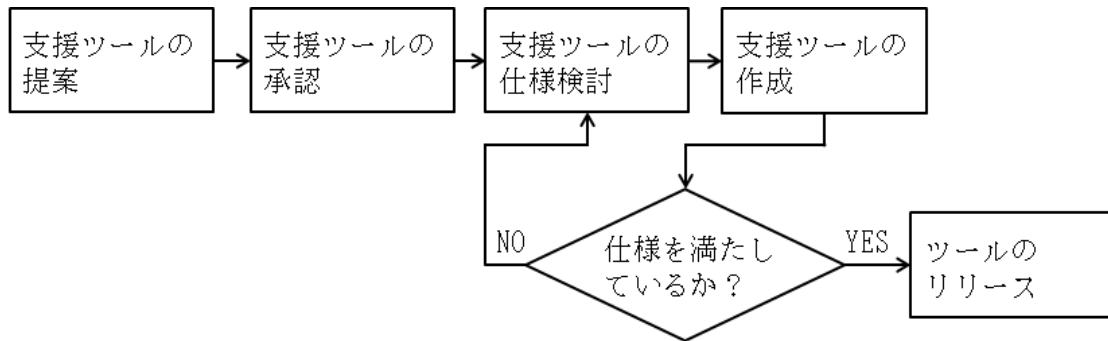 支援ツールの
提案
支援ツールの
承認
支援ツールの
仕様検討
支援ツールの
作成
仕様を満たし
ているか？
NO
YES
ツールの
リリース